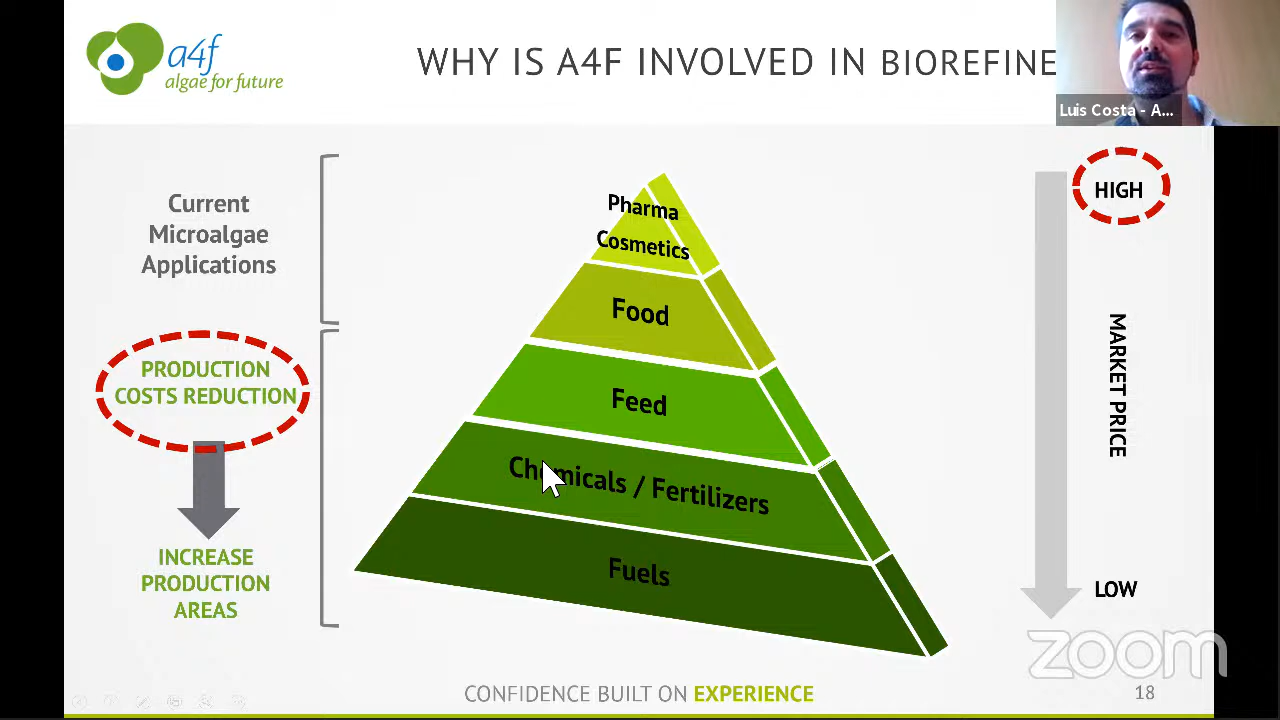 a4f
algae for future
WHY IS A4F INVOLVED IN BIOREFINE
Luis Costa - A...
Current
Microalgae
Applications
PRODUCTION
COSTS REDUCTION
INCREASE
PRODUCTION
AREAS
Pharma
Cosmetics
Food
Feed
Chemicals / Fertilizers
Fuels
HIGH
MARKET PRICE
LOW
zoom
CONFIDENCE BUILT ON EXPERIENCE
18